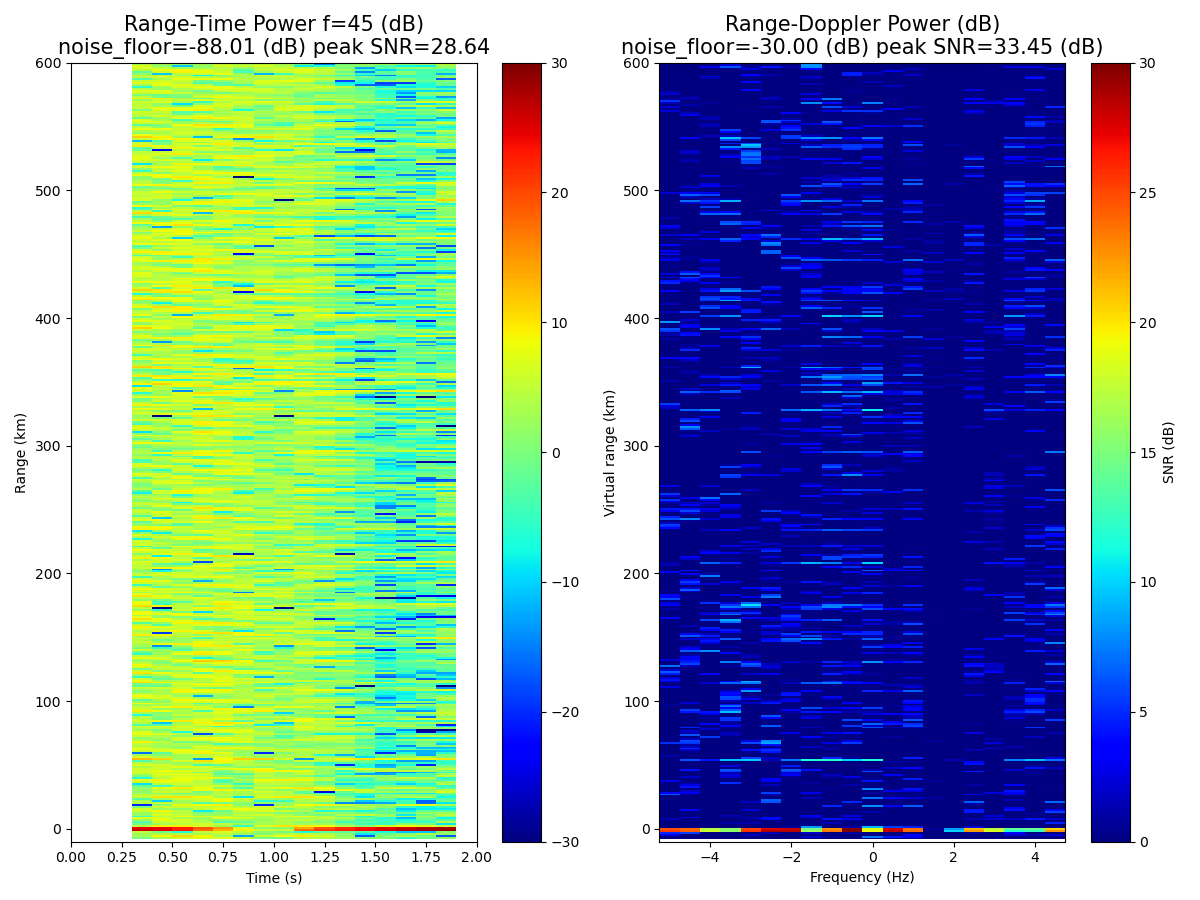 Range-Time Power f=45 (dB)
noise_floor=-88.01 (dB) peak SNR=28.64
Range (km)
600
500
400
300
200
100
0
0.00 0.25 0.50 0.75 1.00 1.25 1.50 1.75 2.00
Time (s)
30
20
10
0
−10
−20
−30
Range-Doppler Power (dB)
noise_floor=-30.00 (dB) peak SNR=33.45 (dB)
Virtual range (km)
600
500
400
300
200
100
0
−4 −2 0 2 4
Frequency (Hz)
30
25
20
15
10
5
0
SNR (dB)